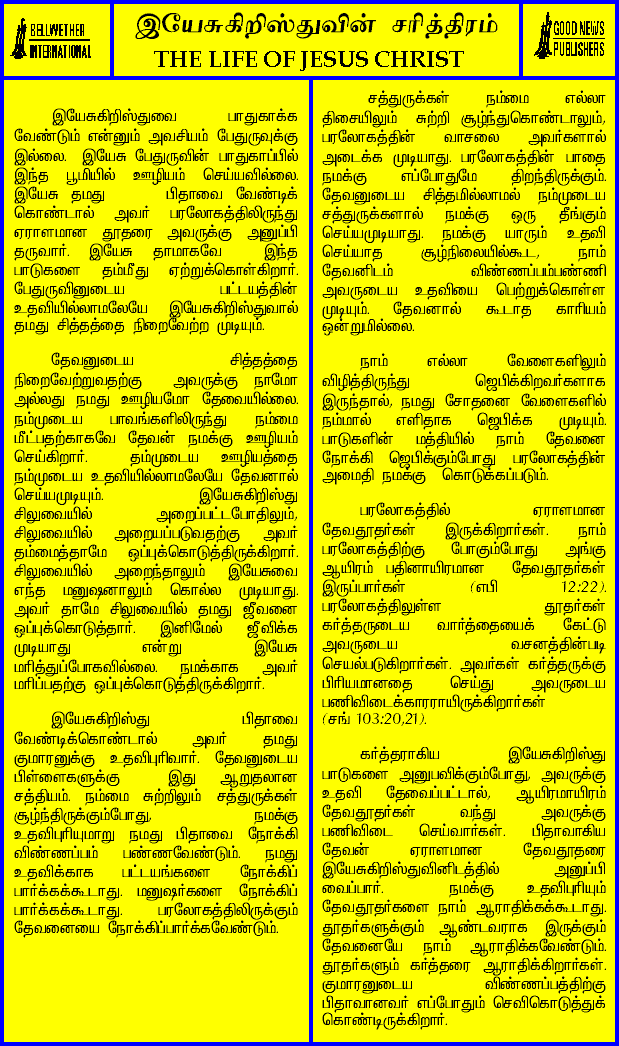 BELLWETHER
INTERNATIONAL
இயேசுகிறிஸ்துவின் சரித்திரம்
THE LIFE OF JESUS CHRIST
GOOD NEWS
PUBLISHERS
இயேசுகிறிஸ்துவை பாதுகாக்க
வேண்டும் என்னும் அவசியம் பேதுருவுக்கு
இல்லை. இயேசு பேதுருவின் பாதுகாப்பில்
இந்த பூமியில் ஊழியம் செய்யவில்லை.
இயேசு தமது பிதாவை வேண்டிக்
கொண்டால் அவர் பரலோகத்திலிருந்து
ஏராளமான தூதரை அவருக்கு அனுப்பி
தருவார். இயேசு தாமாகவே இந்த
பாடுகளை தம்மீது ஏற்றுக்கொள்கிறார்.
பேதுருவினுடைய பட்டயத்தின்
உதவியில்லாமலேயே இயேசுகிறிஸ்துவால்
தமது சித்தத்தை நிறைவேற்ற முடியும்.
தேவனுடைய சித்தத்தை
நிறைவேற்றுவதற்கு அவருக்கு நாமோ
அல்லது நமது ஊழியமோ தேவையில்லை.
நம்முடைய பாவங்களிலிருந்து நம்மை
மீட்பதற்காகவே தேவன் நமக்கு ஊழியம்
செய்கிறார். தம்முடைய ஊழியத்தை
நம்முடைய உதவியில்லாமலேயே தேவனால்
செய்யமுடியும். இயேசுகிறிஸ்து
சிலுவையில் அறைப்பட்டபோதிலும்,
சிலுவையில் அறையப்படுவதற்கு அவர்
தம்மைத்தாமே ஒப்புக்கொடுத்திருக்கிறார்.
சிலுவையில் அறைந்தாலும் இயேசுவை
எந்த மனுஷனாலும் கொல்ல முடியாது.
அவர் தாமே சிலுவையில் தமது ஜீவனை
ஒப்புக்கொடுத்தார். இனிமேல் ஜீவிக்க
முடியாது என்று இயேசு
மரித்துப்போகவில்லை. நமக்காக அவர்
மரிப்பதற்கு ஒப்புக்கொடுத்திருக்கிறார்.
இயேசுகிறிஸ்து பிதாவை
வேண்டிக்கொண்டால் அவர் தமது
குமாரனுக்கு உதவிபுரிவார். தேவனுடைய
பிள்ளைகளுக்கு இது ஆறுதலான
சத்தியம். நம்மை சுற்றிலும் சத்துருக்கள்
சூழ்ந்திருக்கும்போது, நமக்கு
உதவிபுரியுமாறு நமது பிதாவை நோக்கி
விண்ணப்பம் பண்ணவேண்டும். நமது
உதவிக்காக பட்டயங்களை நோக்கிப்
பார்க்கக்கூடாது. மனுஷர்களை நோக்கிப்
பார்க்கக்கூடாது. பரலோகத்திலிருக்கும்
தேவனையை நோக்கிப்பார்க்கவேண்டும்.
சத்துருக்கள் நம்மை எல்லா
திசையிலும் சுற்றி சூழ்ந்துகொண்டாலும்,
பரலோகத்தின் வாசலை அவர்களால்
அடைக்க முடியாது. பரலோகத்தின் பாதை
நமக்கு எப்போதுமே திறந்திருக்கும்.
தேவனுடைய சித்தமில்லாமல் நம்முடைய
சத்துருக்களால் நமக்கு ஒரு தீங்கும்
செய்யமுடியாது. நமக்கு யாரும் உதவி
செய்யாத சூழ்நிலையில்கூட, நாம்
தேவனிடம் விண்ணப்பம்பண்ணி
அவருடைய உதவியை பெற்றுக்கொள்ள
முடியும். தேவனால் கூடாத காரியம்
ஒன்றுமில்லை.
நாம் எல்லா வேளைகளிலும்
விழித்திருந்து ஜெபிக்கிறவர்களாக
இருந்தால், நமது சோதனை வேளைகளில்
நம்மால் எளிதாக ஜெபிக்க முடியும்.
பாடுகளின் மத்தியில் நாம் தேவனை
நோக்கி ஜெபிக்கும்போது பரலோகத்தின்
அமைதி நமக்கு கொடுக்கப்படும்.
பரலோகத்தில் ஏராளமான
தேவதூதர்கள் இருக்கிறார்கள். நாம்
பரலோகத்திற்கு போகும்போது அங்கு
ஆயிரம் பதினாயிரமான தேவதூதர்கள்
இருப்பார்கள் (எபி 12:22).
பரலோகத்திலுள்ள தூதர்கள்
கர்த்தருடைய வார்த்தையைக் கேட்டு
அவருடைய வசனத்தின்படி
செயல்படுகிறார்கள். அவர்கள் கர்த்தருக்கு
பிரியமானதை செய்து அவருடைய
பணிவிடைக்காரராயிருக்கிறார்கள்
(சங் 103:20,21).
கர்த்தராகிய இயேசுகிறிஸ்து
பாடுகளை அனுபவிக்கும்போது, அவருக்கு
உதவி தேவைப்பட்டால், ஆயிரமாயிரம்
தேவதூதர்கள் வந்து அவருக்கு
பணிவிடை செய்வார்கள். பிதாவாகிய
தேவன் ஏராளமான தேவதூதரை
இயேசுகிறிஸ்துவினிடத்தில் அனுப்பி
வைப்பார். நமக்கு உதவிபுரியும்
தேவதூதர்களை நாம் ஆராதிக்கக்கூடாது.
தூதர்களுக்கும் ஆண்டவராக இருக்கும்
தேவனையே நாம் ஆராதிக்கவேண்டும்.
தூதர்களும் கர்த்தரை ஆராதிக்கிறார்கள்.
குமாரனுடைய விண்ணப்பத்திற்கு
பிதாவானவர் எப்போதும் செவிகொடுத்துக்
கொண்டிருக்கிறார்.